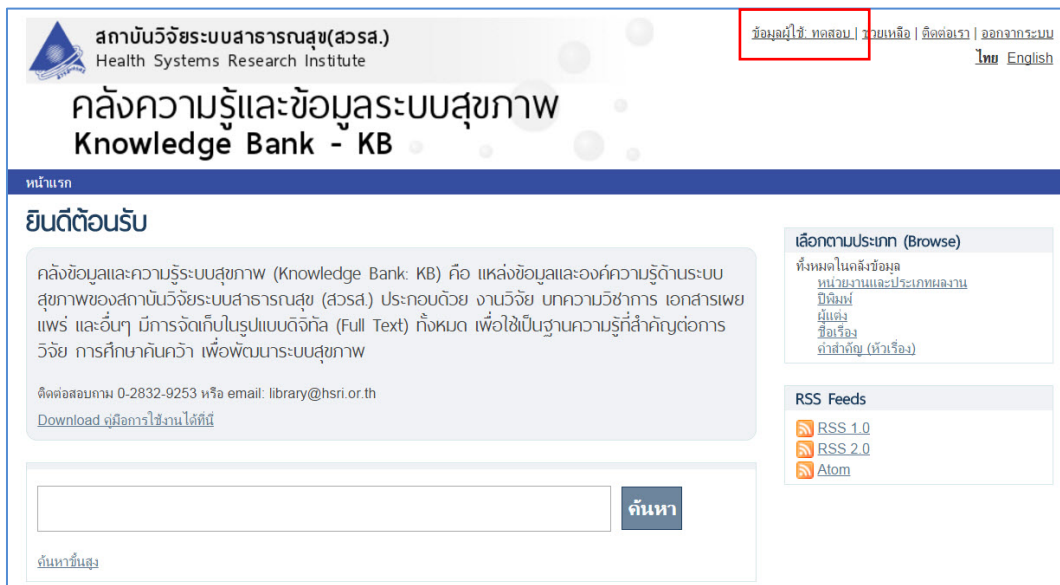 สถาบันวิจัยระบบสาธารณสุข(สวรส.)
Health Systems Research Institute
ข้อมูลผู้ใช้: ทดสอบ | ช่วยเหลือ | ติดต่อเรา | ออกจากระบบ
ไทย English
คลังความรู้และข้อมูลระบบสุขภาพ
Knowledge Bank - KB
หน้าแรก
ยินดีต้อนรับ
คลังข้อมูลและความรู้ระบบสุขภาพ (Knowledge Bank: KB) คือ แหล่งข้อมูลและองค์ความรู้ด้านระบบ
สุขภาพของสถาบันวิจัยระบบสาธารณสุข (สวรส.) ประกอบด้วย งานวิจัย บทความวิชาการ เอกสารเผย
แพร่ และอื่นๆ มีการจัดเก็บในรูปแบบดิจิทัล (Full Text) ทั้งหมด เพื่อใช้เป็นฐานความรู้ที่สำคัญต่อการ
วิจัย การศึกษาค้นคว้า เพื่อพัฒนาระบบสุขภาพ
ติดต่อสอบถาม 0-2832-9253 หรือ email: library@hsri.or.th
Download คู่มือการใช้งานได้ที่นี่
ค้นหา
ค้นหาขั้นสูง
เลือกตามประเภท (Browse)
ทั้งหมดในคลังข้อมูล
หน่วยงานและประเภทผลงาน
ปีพิมพ์
ผู้แต่ง
ชื่อเรื่อง
คำสำคัญ (หัวเรื่อง)
RSS Feeds
RSS 1.0
RSS 2.0
Atom